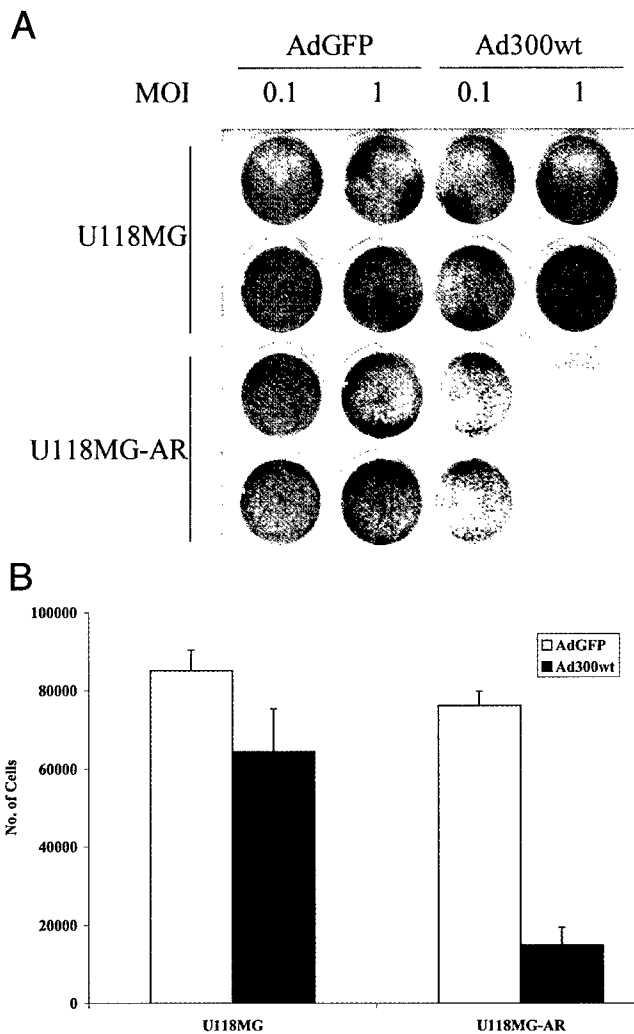 A
AdGFP Ad300wt
MOI 0.1 1 0.1 1
U118MG
U118MG-AR
B
100000
80000
60000
40000
20000
0
No. of Cells
AdGFP
Ad300wt
U118MG U118MG-AR